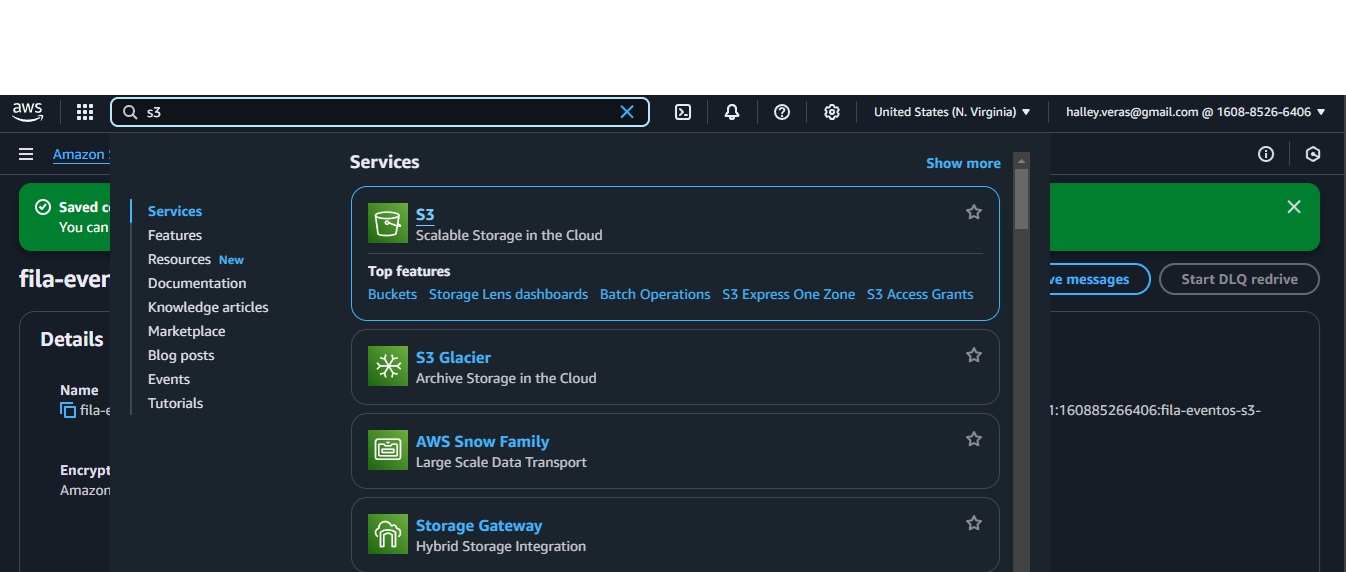 aws
s3
United States (N. Virginia)
halley.veras@gmail.com @ 1608-8526-6406
Amazon
Services
Show more
Saved
You can
Services
Features
Resources New
Documentation
Knowledge articles
Marketplace
Blog posts
Events
Tutorials
S3
Scalable Storage in the Cloud
Top features
Buckets Storage Lens dashboards Batch Operations S3 Express One Zone S3 Access Grants
S3 Glacier
Archive Storage in the Cloud
AWS Snow Family
Large Scale Data Transport
Storage Gateway
Hybrid Storage Integration
messages
Start DLQ redrive
Details
Name
1:160885266406:fila-eventos-s3-
Encrypt
Amazon